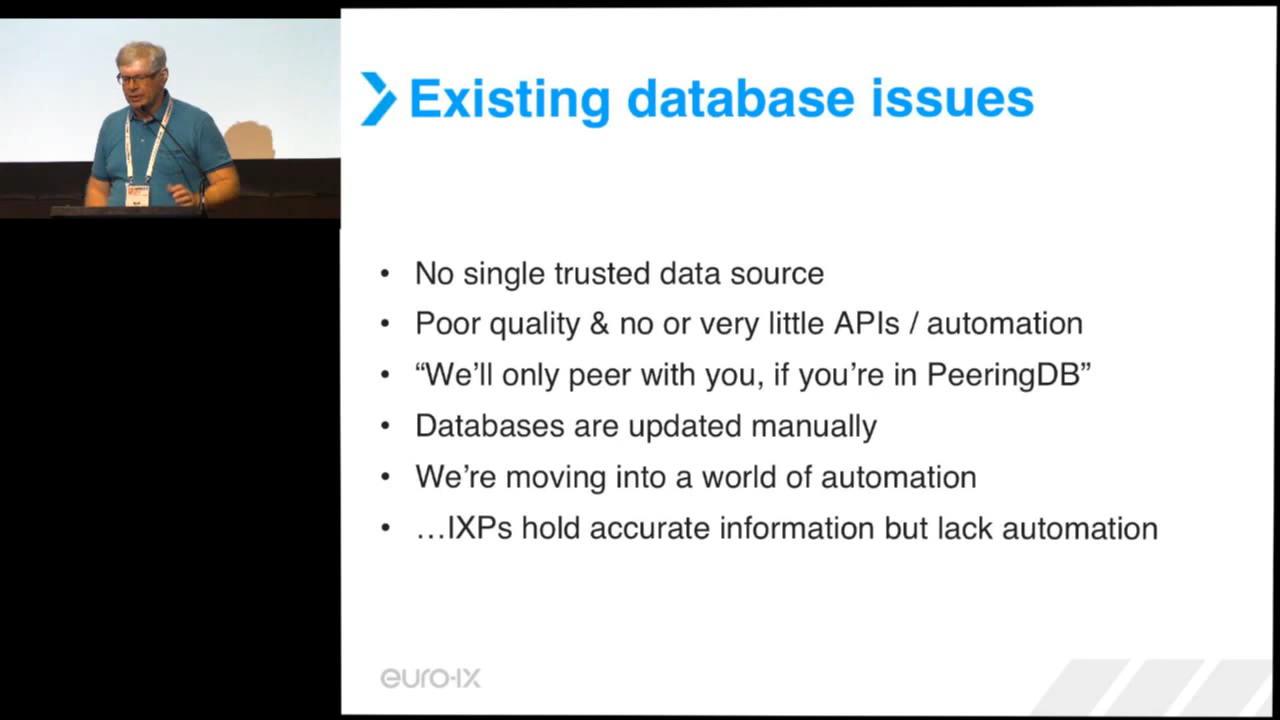 Existing database issues
• No single trusted data source
• Poor quality & no or very little APIs / automation
• “We’ll only peer with you, if you’re in PeeringDB”
• Databases are updated manually
• We’re moving into a world of automation
• …IXPs hold accurate information but lack automation
euro-ix